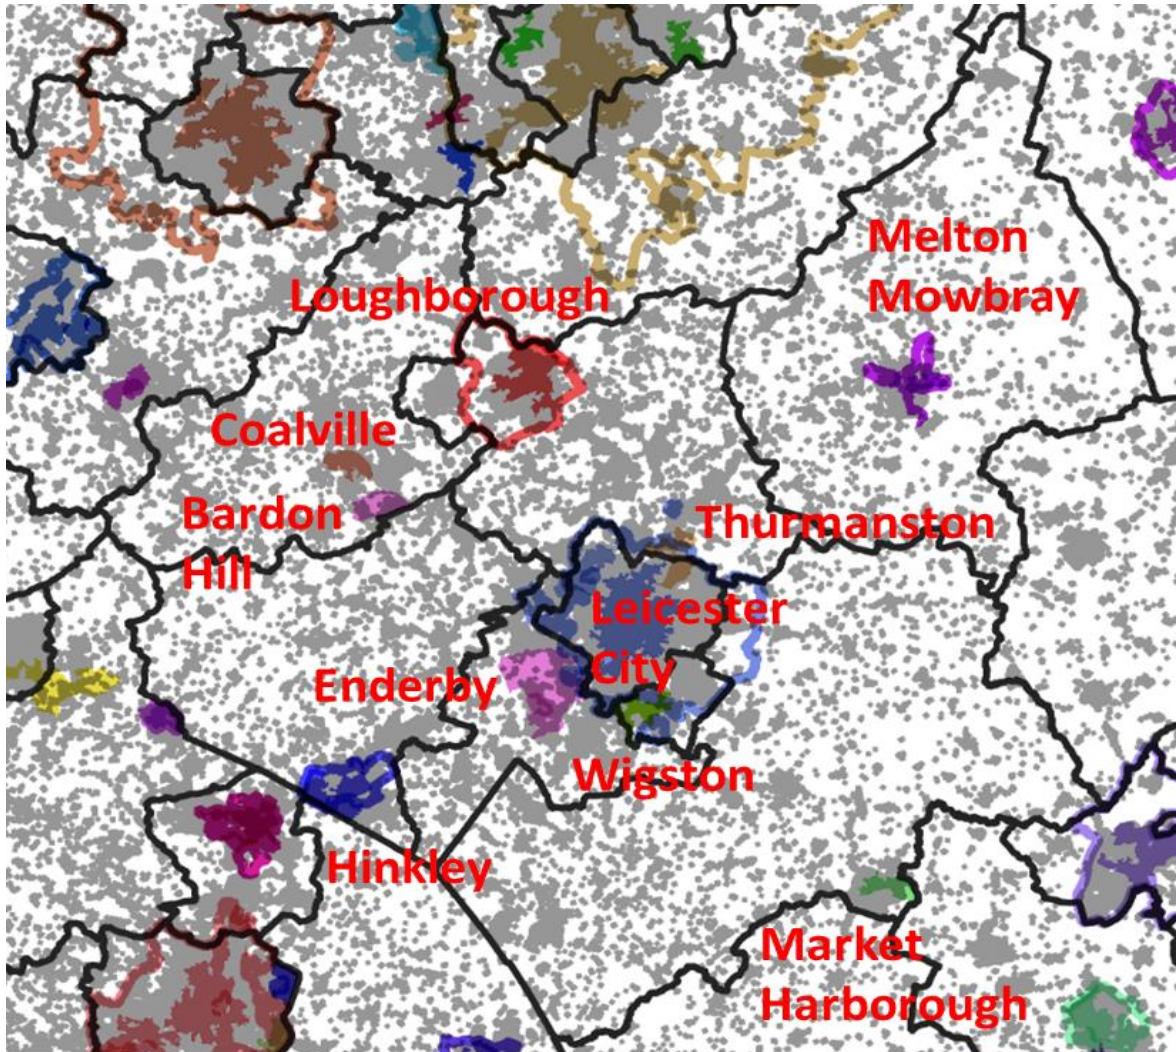 Melton
Mowbray
Loughborough
Coalville
Bardon
Hill
Thurmanston
Leicester
City
Enderby
Wigston
Hinkley
Market
Harborough